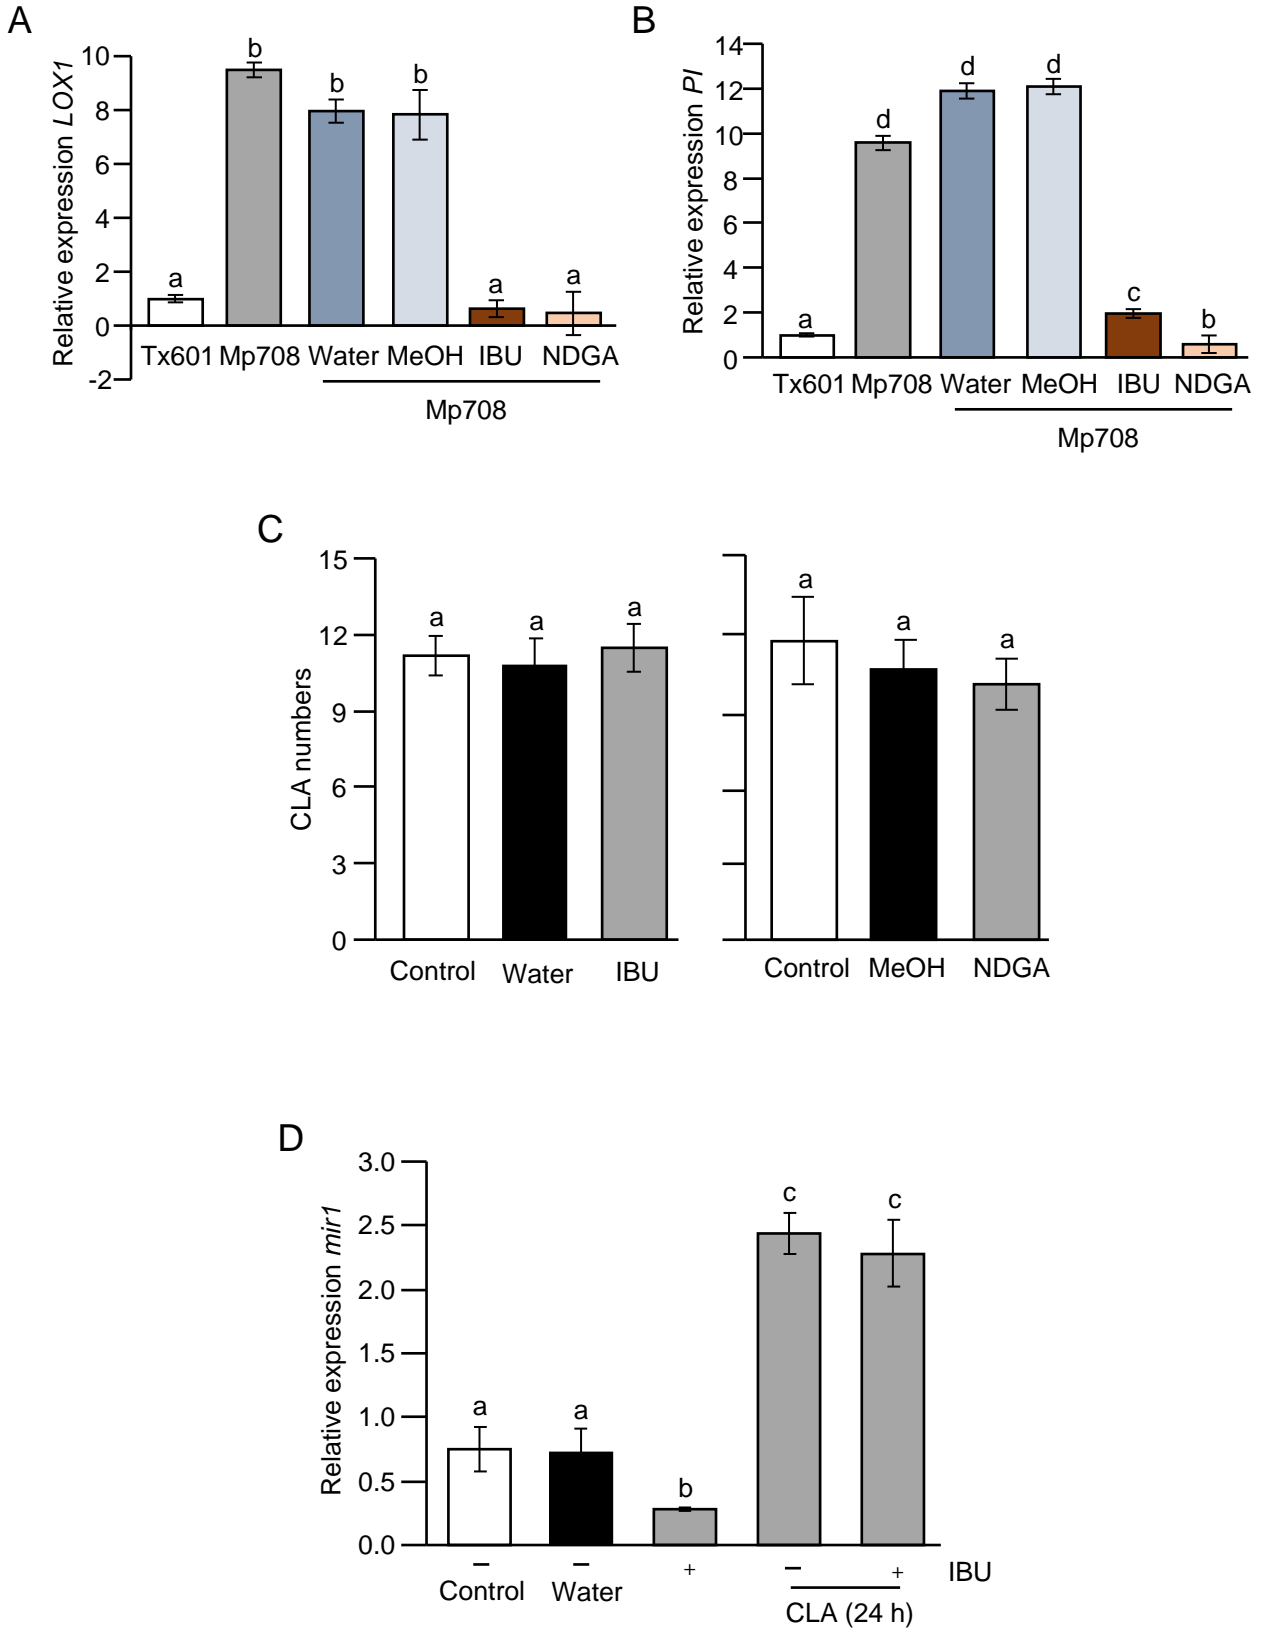 A
Relative expression LOX1
10
8
6
4
2
0
-2
a
b
b
b
a
a
Tx601 Mp708 Water MeOH IBU NDGA
Mp708
B
Relative expression PI
14
12
10
8
6
4
2
0
a
d
d
d
c
b
Tx601 Mp708 Water MeOH IBU NDGA
Mp708
C
CLA numbers
15
12
9
6
3
0
a
a
a
Control Water IBU
a
a
a
Control MeOH NDGA
D
Relative expression mir1
3.0
2.5
2.0
1.5
1.0
0.5
0.0
a
a
b
c
c
– – + – + IBU
Control Water
CLA (24 h)